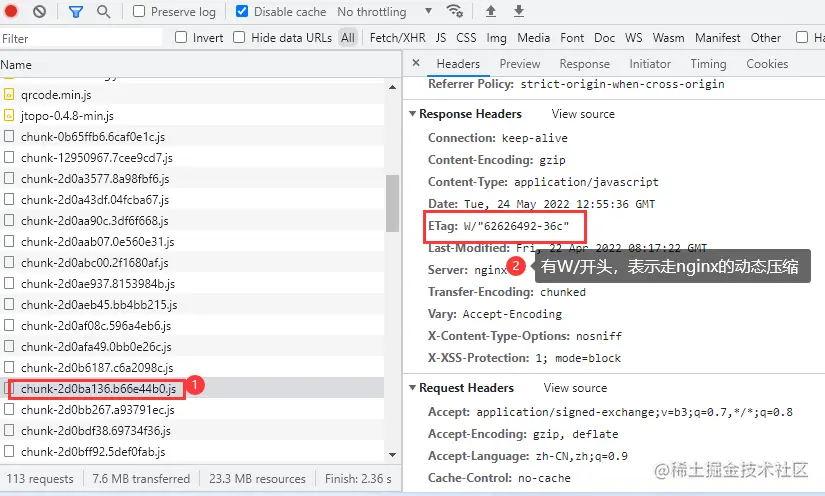 Preserve log Disable cache No throttling
Filter Invert Hide data URLs All Fetch/XHR JS CSS Img Media Font Doc WS Wasm Manifest Other Ha
Name
qrcode.min.js
jtopo-0.4.8-min.js
chunk-0b65ffb6.6caf0e1c.js
chunk-12950967.7cee9cd7.js
chunk-2d0a3577.8a98fbf6.js
chunk-2d0a43df.04fcba67.js
chunk-2d0aa90c.3df6f668.js
chunk-2d0aab07.0e560e31.js
chunk-2d0abc00.2f1680af.js
chunk-2d0ae937.8153984b.js
chunk-2d0aeb45.bb4bb215.js
chunk-2d0af08c.596a4eb6.js
chunk-2d0afa49.0bb0e26c.js
chunk-2d0b6187.c6a2098c.js
chunk-2d0ba136.b66e44b0.js 1
chunk-2d0bb267.a93791ec.js
chunk-2d0bdf38.69734f36.js
chunk-2d0bff92.5def0fab.js
113 requests 7.6 MB transferred 23.3 MB resources Finish: 2.36 s
× Headers Preview Response Initiator Timing Cookies
Referrer Policy: strict-origin-when-cross-origin
Response Headers View source
Connection: keep-alive
Content-Encoding: gzip
Content-Type: application/javascript
Date: Tue, 24 May 2022 12:55:36 GMT
ETag: W/"62626492-36c"
Last-Modified: Fri, 22 Apr 2022 08:17:22 GMT
Server: nginx 2 有W/开头，表示走nginx的动态压缩
Transfer-Encoding: chunked
Vary: Accept-Encoding
X-Content-Type-Options: nosniff
X-XSS-Protection: 1; mode=block
Request Headers View source
Accept: application/signed-exchange;v=b3;q=0.7,*/*;q=0.8
Accept-Encoding: gzip, deflate
Accept-Language: zh-CN,zh;q=0.9
Cache-Control: no-cache
@稀土掘金技术社区